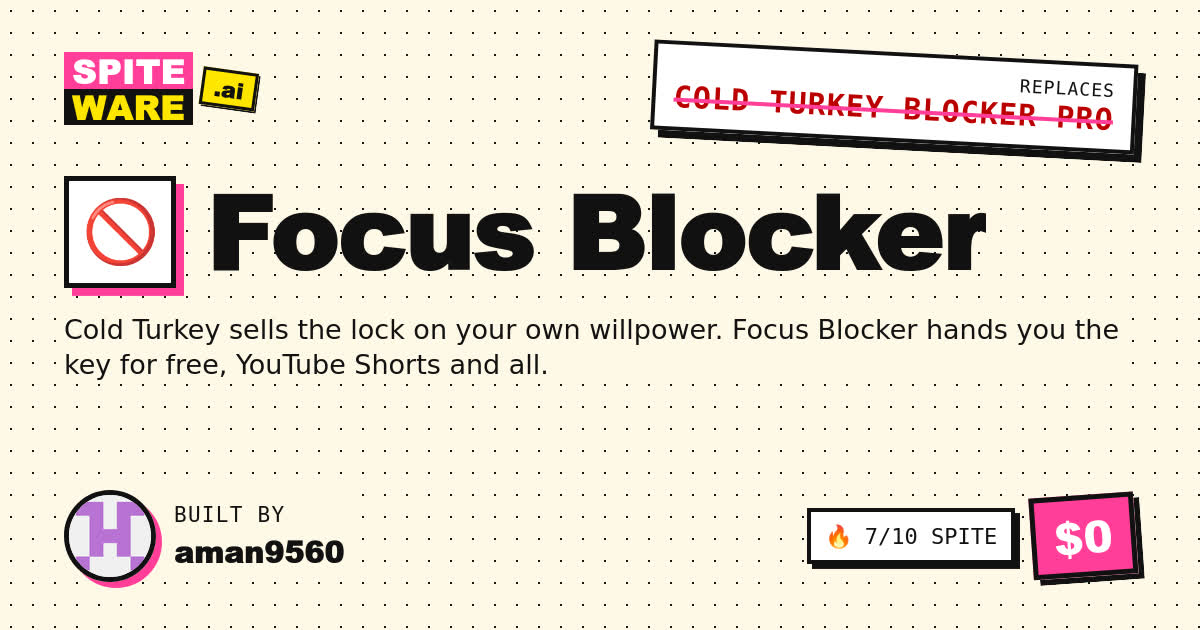 SPITE
WARE
.ai
REPLACES
COLD TURKEY BLOCKER PRO
Focus Blocker
Cold Turkey sells the lock on your own willpower. Focus Blocker hands you the
key for free, YouTube Shorts and all.
BUILT BY
aman9560
🔥 7/10 SPITE
$0